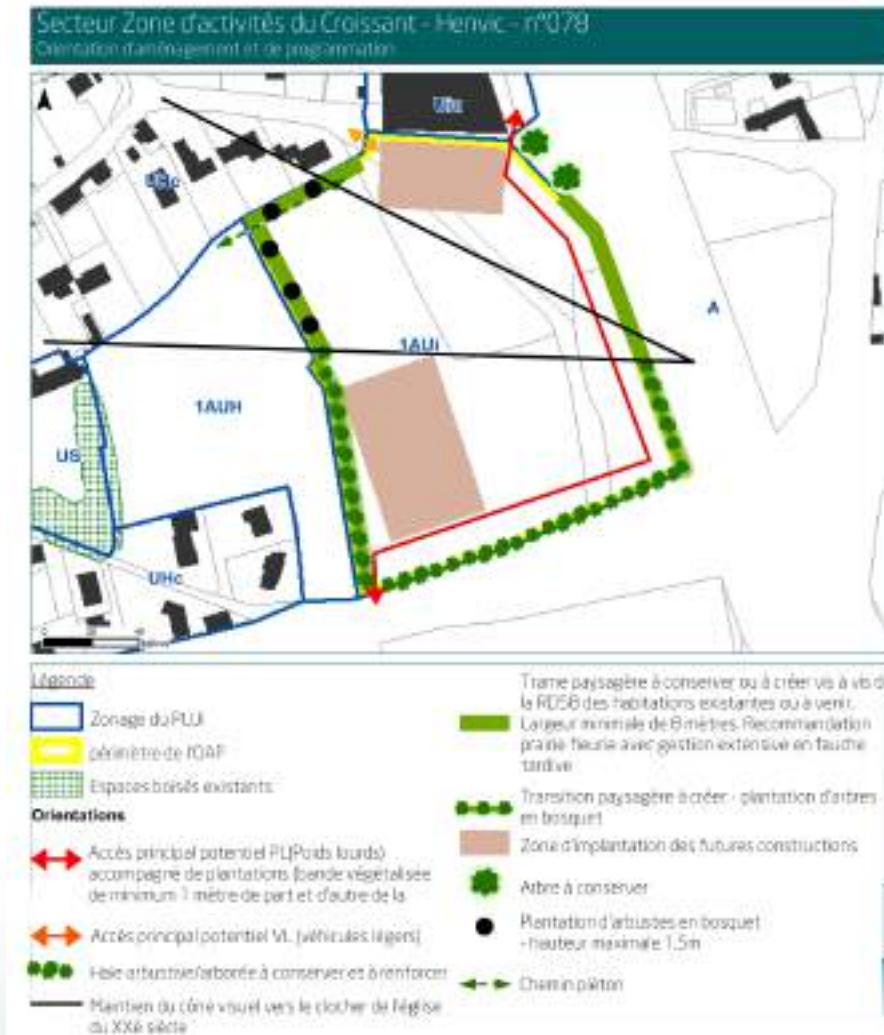 Secteur Zone d'activités du Croissant - Henvic - n°078
Orientation d'aménagement et de programmation
UHc
A
1AUi
1AUH
US
UHc
Légende
Zonage du PLUi
périmètre de l'OAP
Espaces boisés existants
Orientations
Accès principal potentiel PL(Poids lourds)
accompagné de plantations (bande végétalisée
de minimum 1 mètre de part et d'autre de la
Accès principal potentiel VL (véhicules légers)
Haie arbustive/arborée à conserver et à renforcer
Maintien du cône visuel vers le clocher de l'église
du XXè siècle
Trame paysagère à conserver ou à créer vis à vis d
la RD58 des habitations existantes ou à venir.
Largeur minimale de 8 mètres. Recommandation
prairie fleurie avec gestion extensive en fauche
tardive
Transition paysagère à créer - plantation d'arbres
en bosquet
Zone d'implantation des futures constructions
Arbre à conserver
Plantation d'arbustes en bosquet
- hauteur maximale 1.5m
Chemin piéton